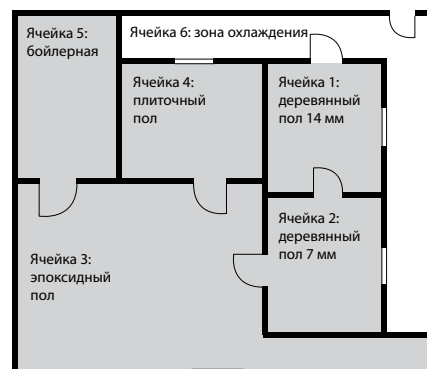 Ячейка 5:
бойлерная
Ячейка 6: зона охлаждения
Ячейка 4:
плиточный
пол
Ячейка 1:
деревянный
пол 14 мм
Ячейка 2:
деревянный
пол 7 мм
Ячейка 3:
эпоксидный
пол